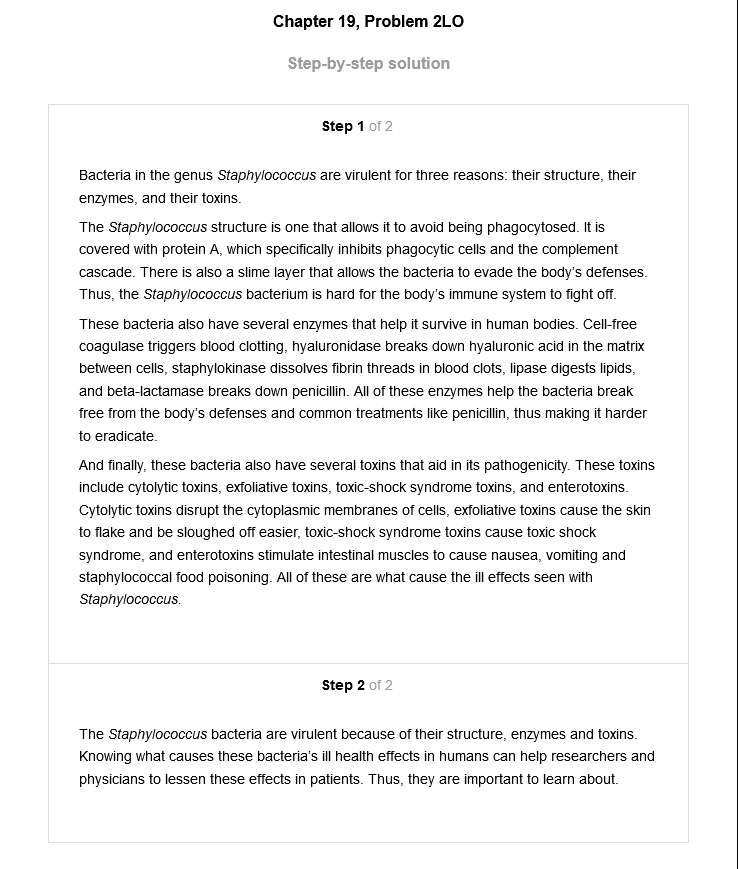 Chapter 19, Problem 2LO
Step-by-step solution
Step 1 of 2
Bacteria in the genus Staphylococcus are virulent for three reasons: their structure, their
enzymes, and their toxins.
The Staphylococcus structure is one that allows it to avoid being phagocytosed. It is
covered with protein A, which specifically inhibits phagocytic cells and the complement
cascade. There is also a slime layer that allows the bacteria to evade the body’s defenses.
Thus, the Staphylococcus bacterium is hard for the body’s immune system to fight off.
These bacteria also have several enzymes that help it survive in human bodies. Cell-free
coagulase triggers blood clotting, hyaluronidase breaks down hyaluronic acid in the matrix
between cells, staphylokinase dissolves fibrin threads in blood clots, lipase digests lipids,
and beta-lactamase breaks down penicillin. All of these enzymes help the bacteria break
free from the body’s defenses and common treatments like penicillin, thus making it harder
to eradicate.
And finally, these bacteria also have several toxins that aid in its pathogenicity. These toxins
include cytolytic toxins, exfoliative toxins, toxic-shock syndrome toxins, and enterotoxins.
Cytolytic toxins disrupt the cytoplasmic membranes of cells, exfoliative toxins cause the skin
to flake and be sloughed off easier, toxic-shock syndrome toxins cause toxic shock
syndrome, and enterotoxins stimulate intestinal muscles to cause nausea, vomiting and
staphylococcal food poisoning. All of these are what cause the ill effects seen with
Staphylococcus.
Step 2 of 2
The Staphylococcus bacteria are virulent because of their structure, enzymes and toxins.
Knowing what causes these bacteria’s ill health effects in humans can help researchers and
physicians to lessen these effects in patients. Thus, they are important to learn about.